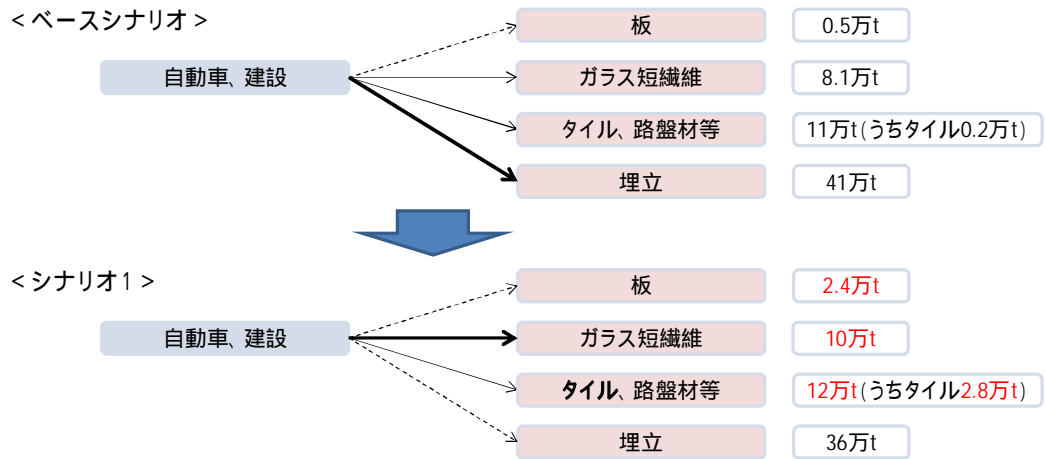 <ベースシナリオ>
板 0.5万t
自動車、建設 ガラス短繊維 8.1万t
タイル、路盤材等 11万t(うちタイル0.2万t)
埋立 41万t
<シナリオ1>
板 2.4万t
自動車、建設 ガラス短繊維 10万t
タイル、路盤材等 12万t(うちタイル2.8万t)
埋立 36万t